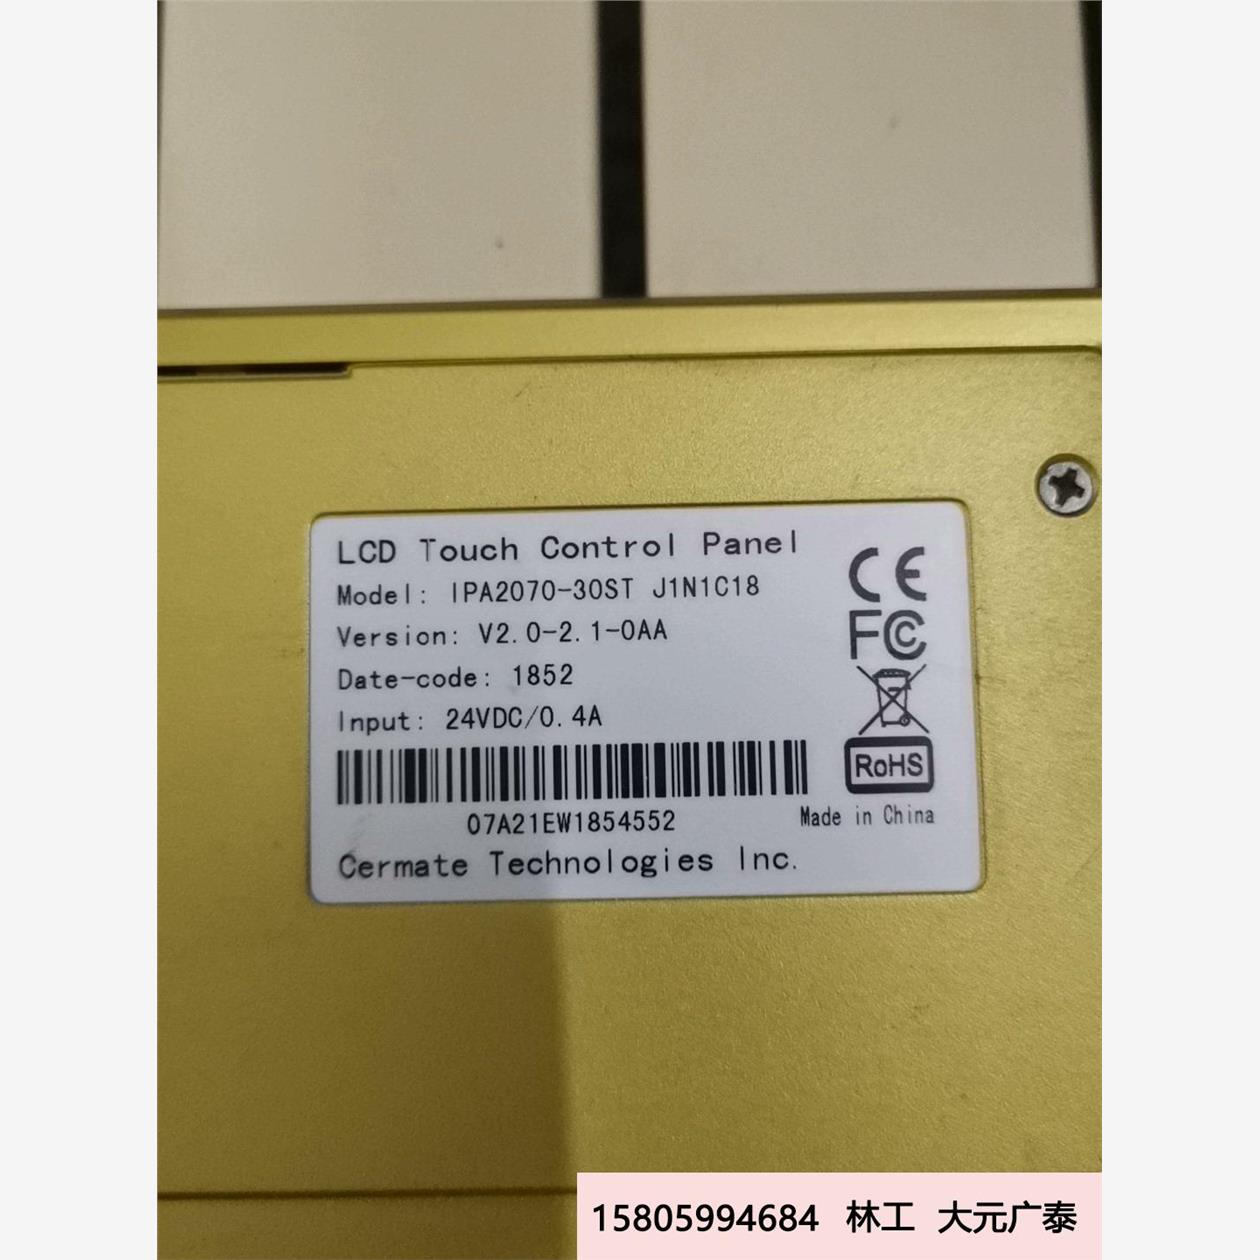 LCD Touch Control Panel
Model: IPA2070-30ST J1N1C18
Version: V2.0-2.1-0AA
Date-code: 1852
Input: 24VDC/0.4A
CE
FC
RoHS
07A21EW1854552
Made in China
Cermate Technologies Inc.
15805994684 林工 大元广泰